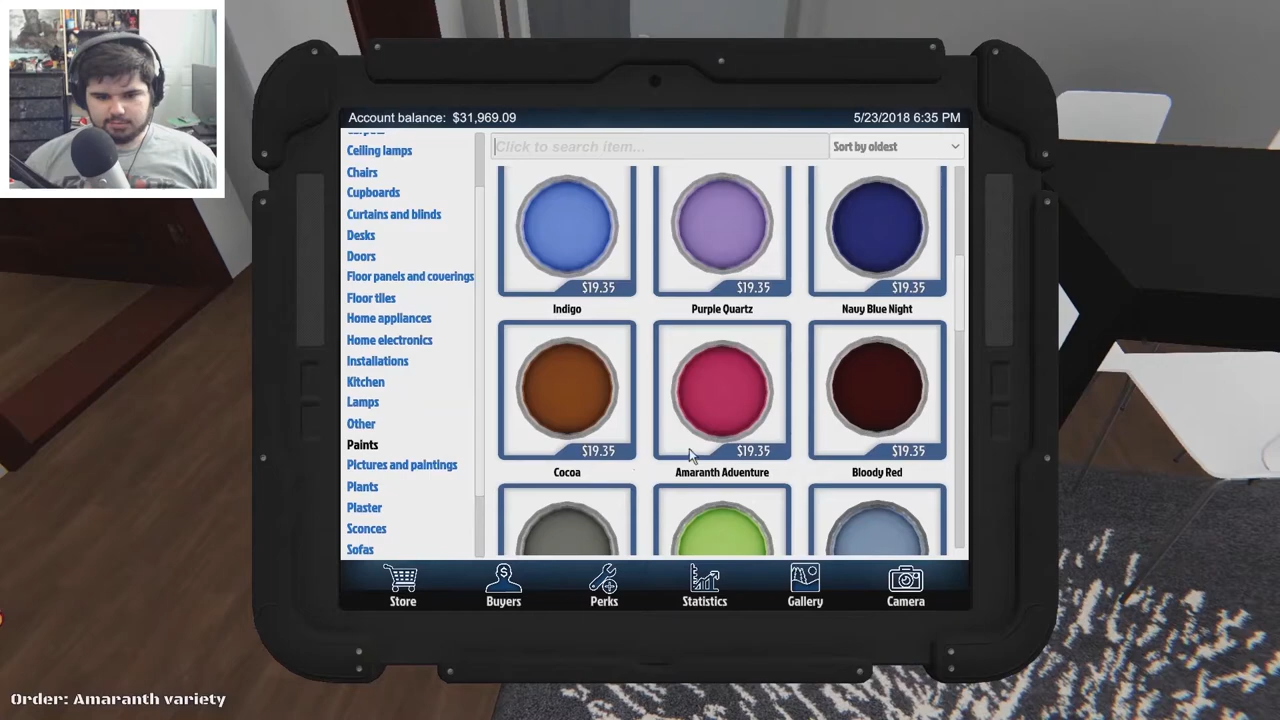 Account balance: $31,969.09
5/23/2018 6:35 PM
Click to search item...
Sort by oldest
Ceiling lamps
Chairs
Cupboards
Curtains and blinds
Desks
Doors
Floor panels and coverings
Floor tiles
Home appliances
Home electronics
Installations
Kitchen
Lamps
Other
Paints
Pictures and paintings
Plants
Plaster
Sconces
Sofas
$19.35
$19.35
$19.35
Indigo
Purple Quartz
Navy Blue Night
$19.35
$19.35
$19.35
Cocoa
Amaranth Adventure
Bloody Red
Store
Buyers
Perks
Statistics
Gallery
Camera
Order: Amaranth variety